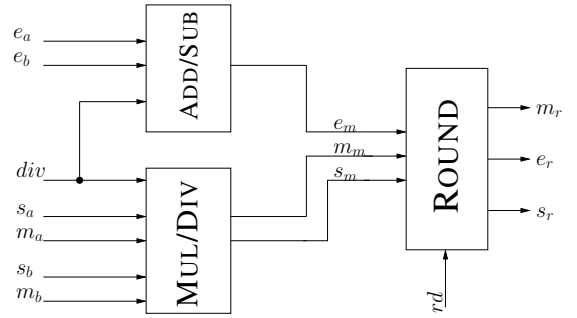 e_a
e_b
ADD/SUB
div
s_a
m_a
s_b
m_b
MUL/DIV
e_m
m_m
s_m
ROUND
rd
m_r
e_r
s_r